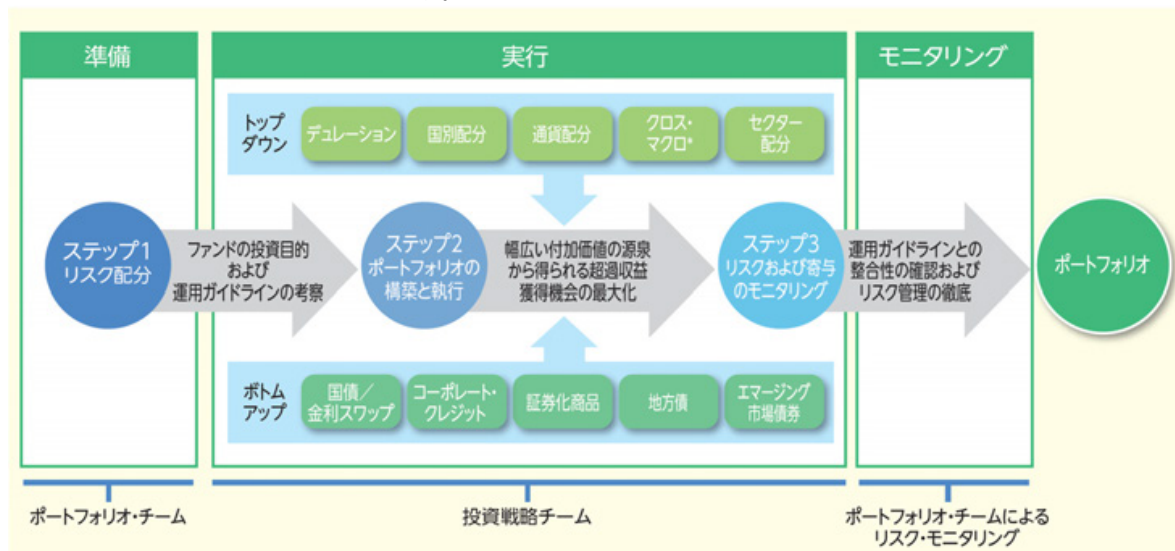 準備
実行
モニタリング
トップ
ダウン
デュレーション
国別配分
通貨配分
クロス・
マクロ*
セクター
配分
ステップ1
リスク配分
ファンドの投資目的
および
運用ガイドラインの考察
ステップ2
ポートフォリオの
構築と執行
幅広い付加価値の源泉
から得られる超過収益
獲得機会の最大化
ステップ3
リスクおよび寄与
のモニタリング
運用ガイドラインとの
整合性の確認および
リスク管理の徹底
ポートフォリオ
ボトム
アップ
国債／
金利スワップ
コーポレート・
クレジット
証券化商品
地方債
エマージング
市場債券
ポートフォリオ・チーム
投資戦略チーム
ポートフォリオ・チームによる
リスク・モニタリング